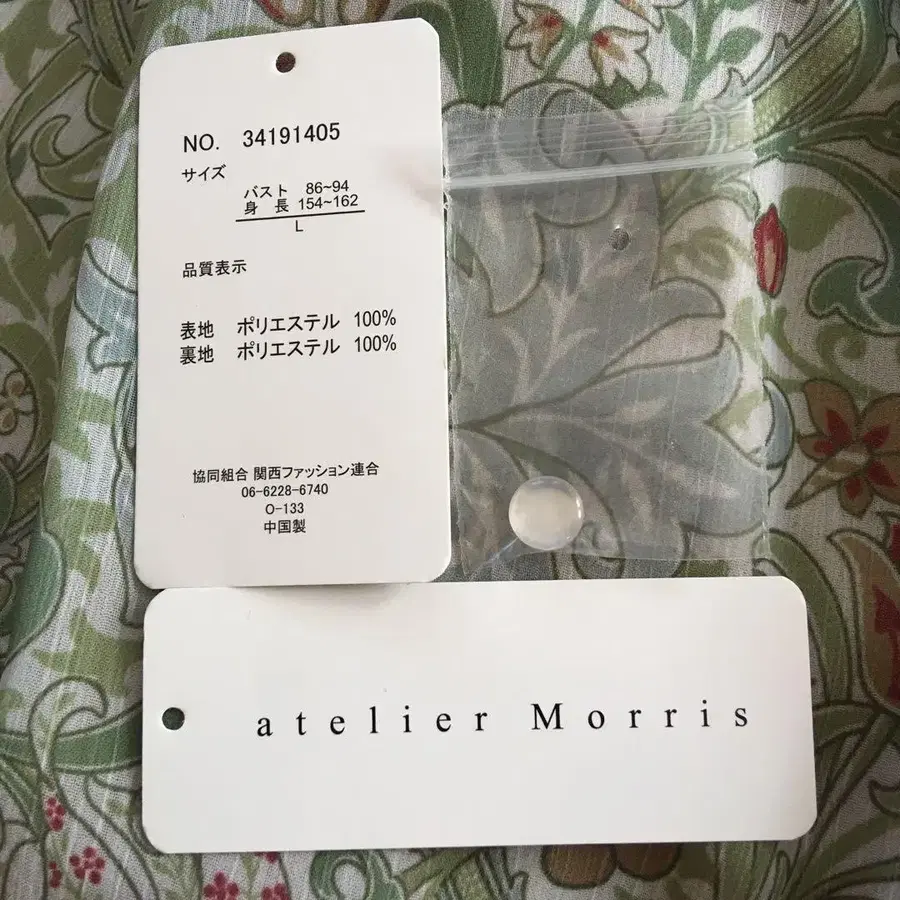 NO. 34191405
サイズ
バスト 86~94
身 長 154~162
L
品質表示
表地 ポリエステル 100%
裏地 ポリエステル 100%
協同組合 関西ファッション連合
06-6228-6740
O-133
中国製
atelier Morris